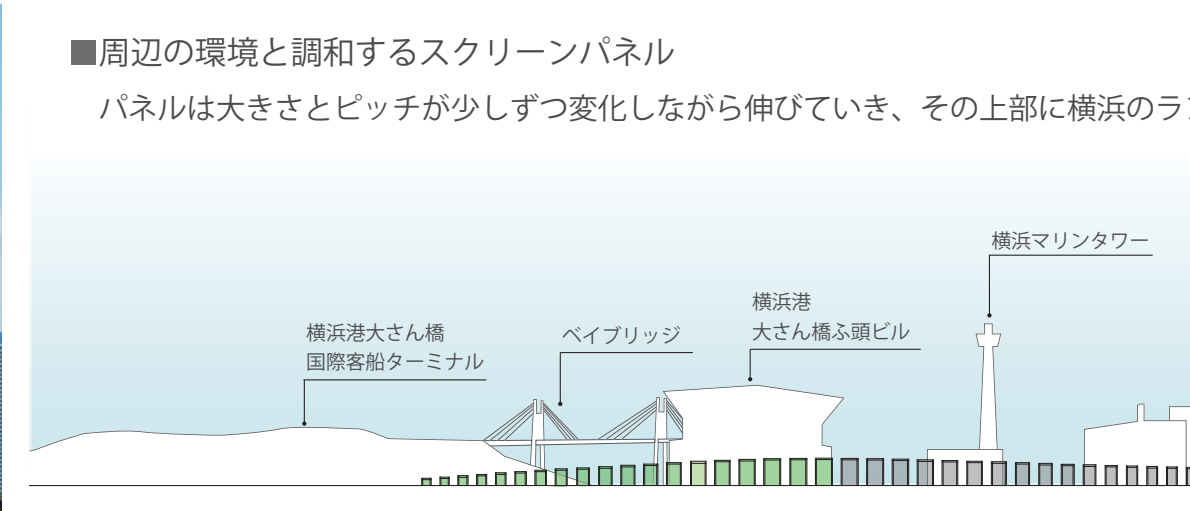 ■周辺の環境と調和するスクリーンパネル
パネルは大きさとピッチが少しずつ変化しながら伸びていき、その上部に横浜のラ
横浜マリンタワー
横浜港
大さん橋ふ頭ビル
横浜港大さん橋
国際客船ターミナル
ベイブリッジ